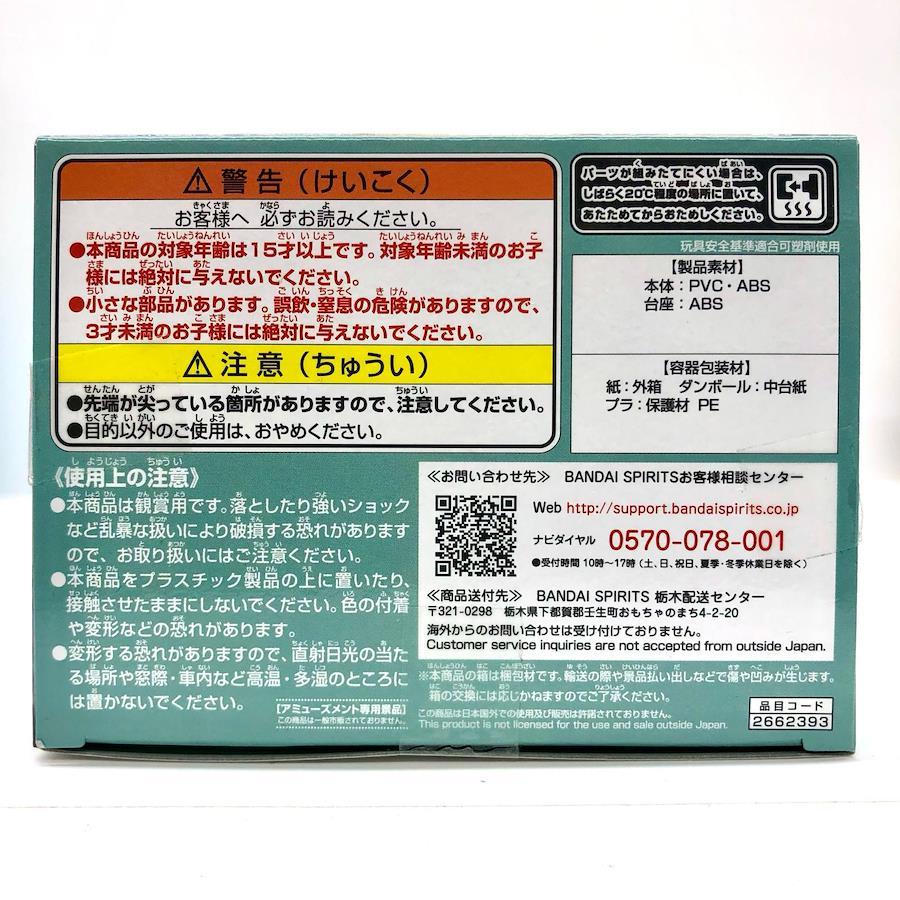 ⚠警告(けいこく)
お客様へ 必ずお読みください。
●本商品の対象年齢は15才以上です。対象年齢未満のお子
様には絶対に与えないでください。
●小さな部品があります。誤飲・窒息の危険がありますので、
3才未満のお子様には絶対に与えないでください。
⚠注意(ちゅうい)
●先端が尖っている箇所がありますので、注意してください。
●目的以外のご使用は、おやめください。
《使用上の注意》
●本商品は観賞用です。落としたり強いショック
など乱暴な扱いにより破損する恐れがあります
ので、お取り扱いにはご注意ください。
●本商品をプラスチック製品の上に置いたり、
接触させたままにしないでください。色の付着
や変形などの恐れがあります。
●変形する恐れがありますので、直射日光の当た
る場所や窓際・車内など高温・多湿のところに
は置かないでください。
【アミューズメント専用景品】
この商品は一般市販されておりません。
パーツが組みたてにくい場合は、
しばらく20℃程度の場所に置いて、
あたためてからおためしください。
玩具安全基準適合可塑剤使用
【製品素材】
本体:PVC・ABS
台座:ABS
【容器包装材】
紙:外箱 ダンボール:中台紙
プラ:保護材 PE
≪お問い合わせ先≫ BANDAI SPIRITSお客様相談センター
Web http://support.bandaispirits.co.jp
ナビダイヤル 0570-078-001
●受付時間 10時〜17時(土、日、祝日、夏季・冬季休業日を除く)
≪商品送付先≫ BANDAI SPIRITS 栃木配送センター
〒321-0298 栃木県下都賀郡壬生町おもちゃのまち4-2-20
海外からのお問い合わせは受け付けておりません。
Customer service inquiries are not accepted from outside Japan.
※本商品の箱は梱包材です。輸送の際や景品払い出しなどで傷や凹みが生じます。
箱の交換には応じかねますのでご了承ください。
この商品は日本国外での使用及び販売は許諾されておりません。
This product is not licensed for the use and sale outside Japan.
品目コード
2662393